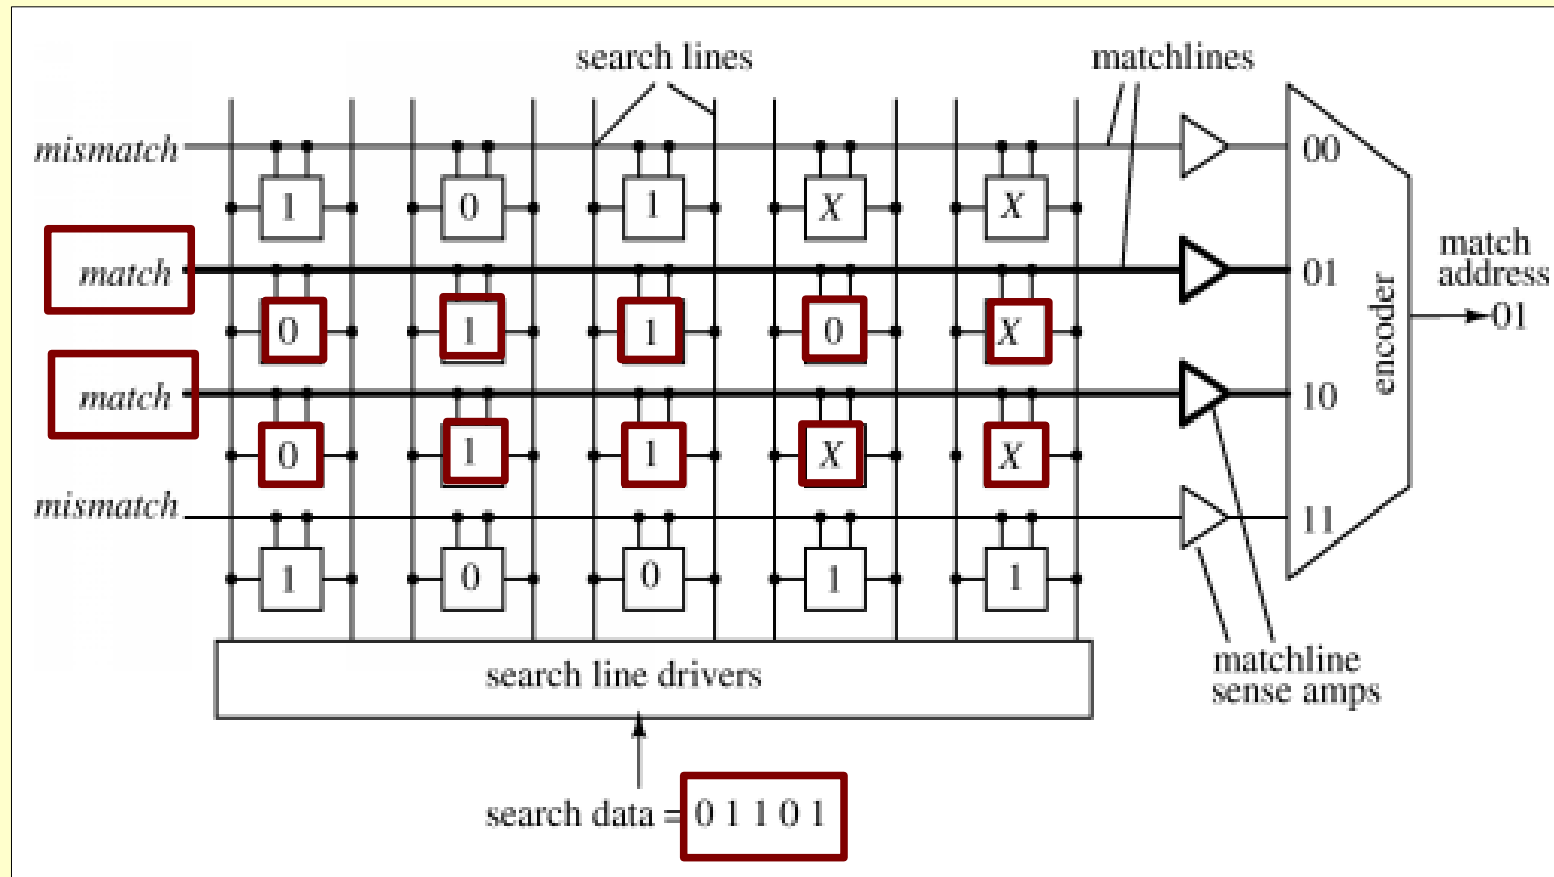 search lines
matchlines
mismatch
00
1 0 1 X X
match
01
0 1 1 0 X
match
address
01
encoder
match
10
0 1 1 X X
mismatch
11
1 0 0 1 1
search line drivers
matchline
sense amps
search data = 0 1 1 0 1